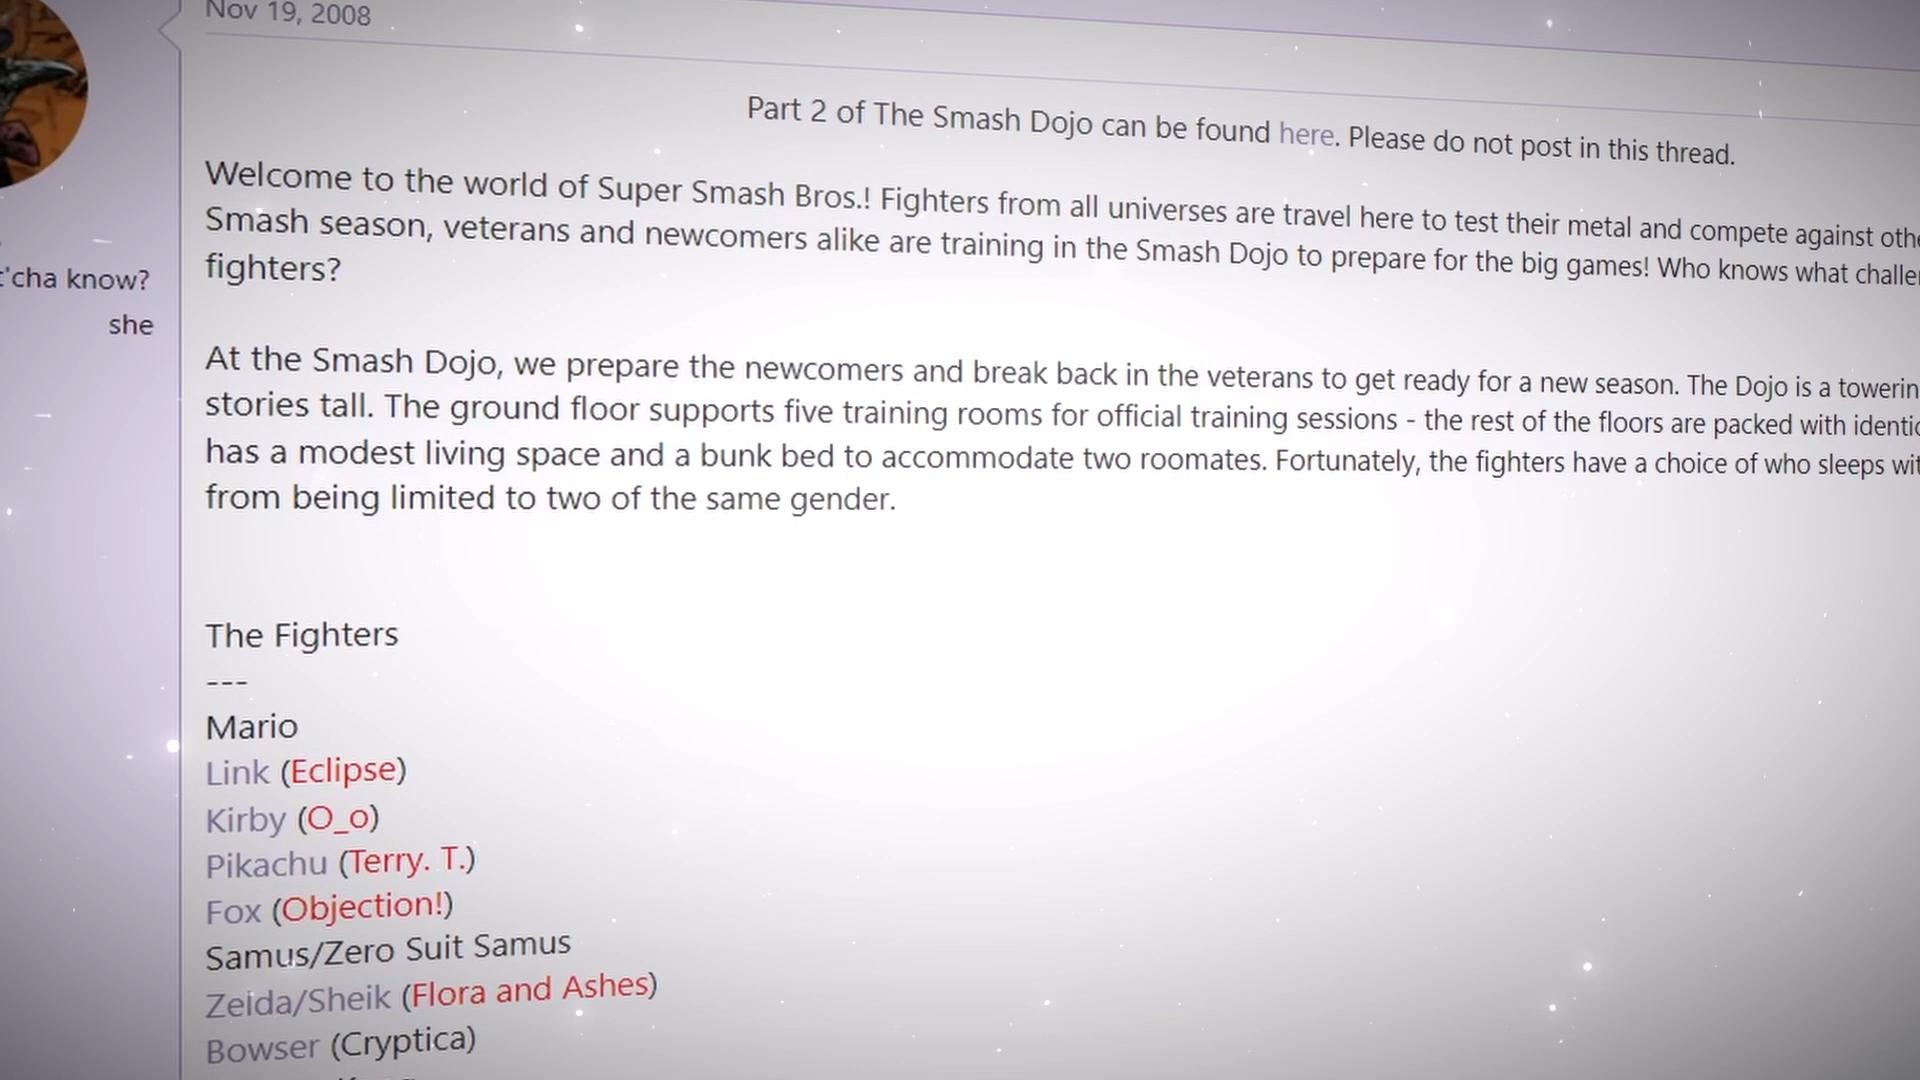 Nov 19, 2008
Part 2 of The Smash Dojo can be found here. Please do not post in this thread.
Welcome to the world of Super Smash Bros.! Fighters from all universes are travel here to test their metal and compete against
Smash season, veterans and newcomers alike are training in the Smash Dojo to prepare for the big games! Who knows what
fighters?
t'cha know?
she
At the Smash Dojo, we prepare the newcomers and break back in the veterans to get ready for a new season. The Dojo is a
stories tall. The ground floor supports five training rooms for official training sessions - the rest of the floors are packed with
has a modest living space and a bunk bed to accommodate two roomates. Fortunately, the fighters have a choice of who sleeps
from being limited to two of the same gender.
The Fighters
---
Mario
Link (Eclipse)
Kirby (O_o)
Pikachu (Terry. T.)
Fox (Objection!)
Samus/Zero Suit Samus
Zelda/Sheik (Flora and Ashes)
Bowser (Cryptica)